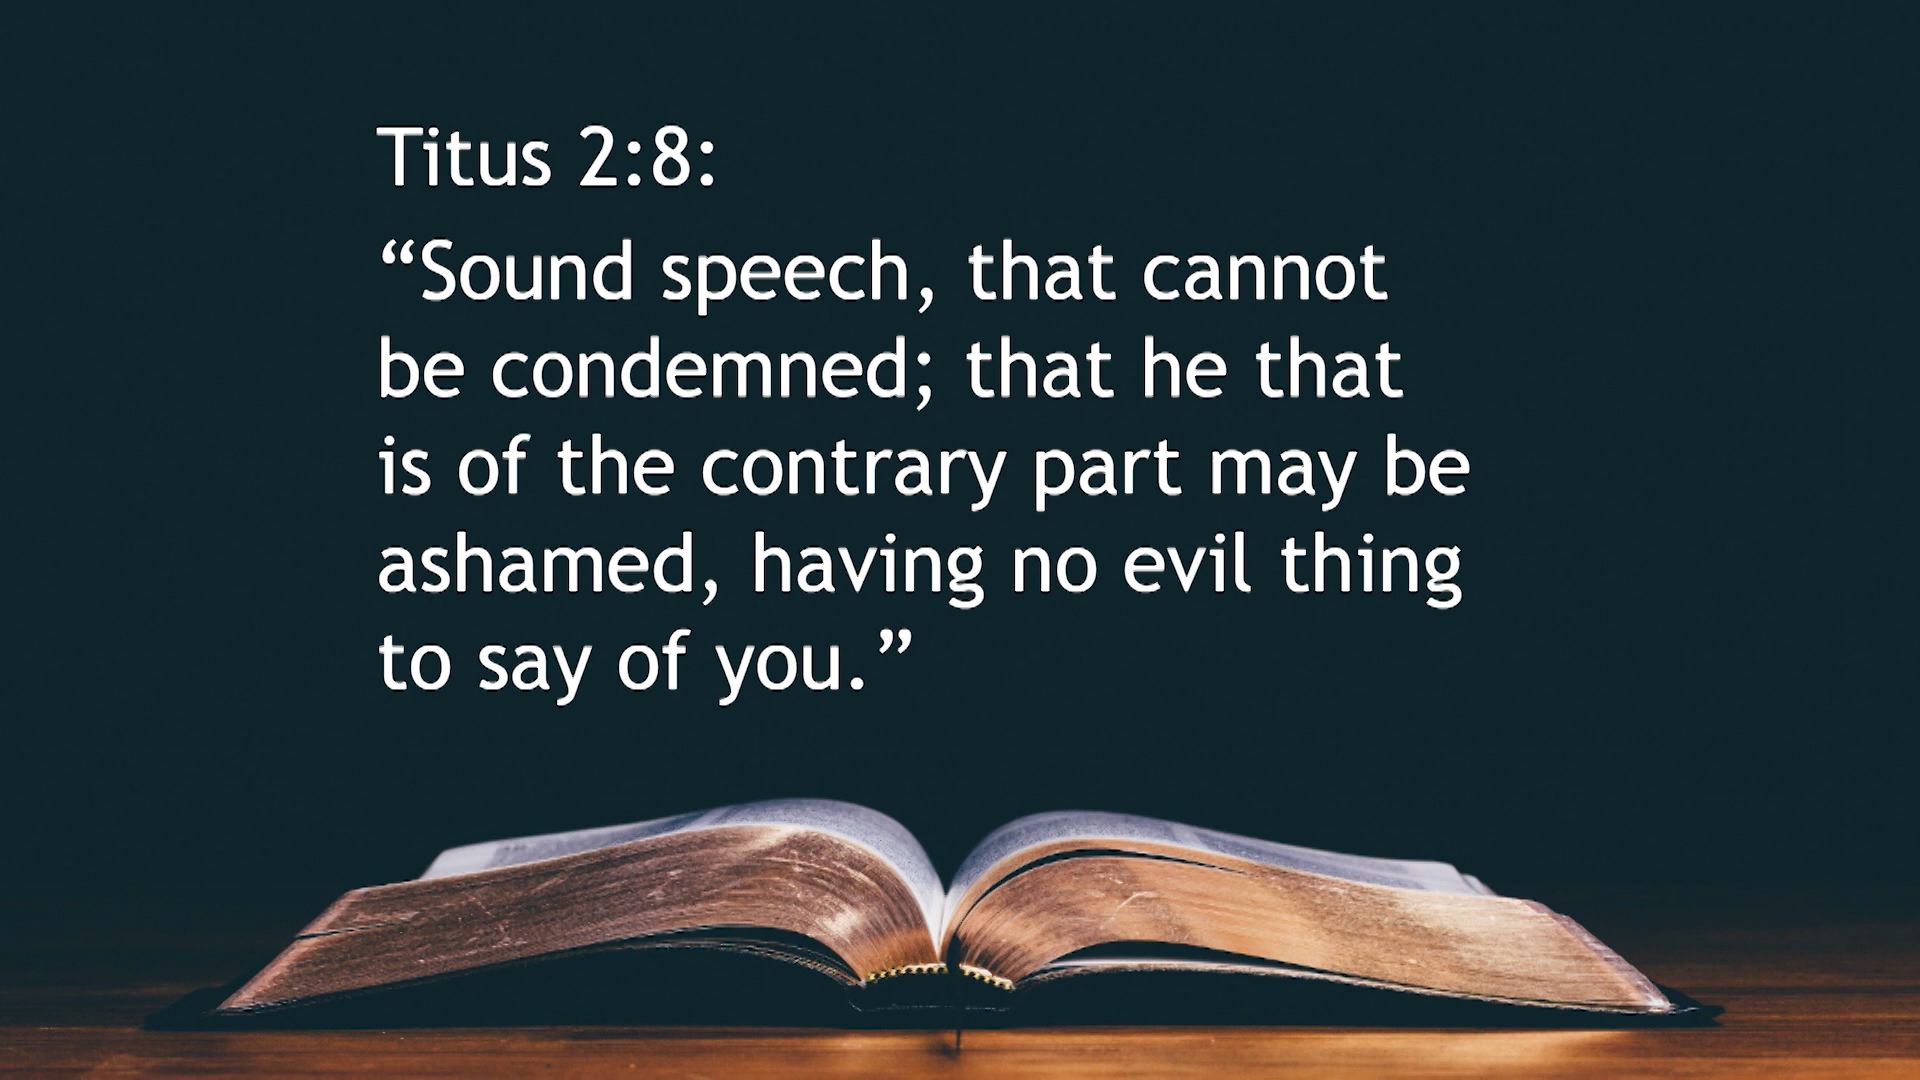 Titus 2:8:
“Sound speech, that cannot
be condemned; that he that
is of the contrary part may be
ashamed, having no evil thing
to say of you.”